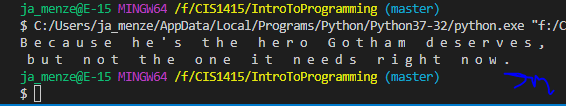 ja_menze@E-15 MINGW64 /f/CIS1415/IntroToProgramming (master)
$ C:/Users/ja_menze/AppData/Local/Programs/Python/Python37-32/python.exe "f:/C
B e c a u s e   h e ' s   t h e   h e r o   G o t h a m   d e s e r v e s ,
 b u t   n o t   t h e   o n e   i t   n e e d s   r i g h t   n o w .
ja_menze@E-15 MINGW64 /f/CIS1415/IntroToProgramming (master)
$